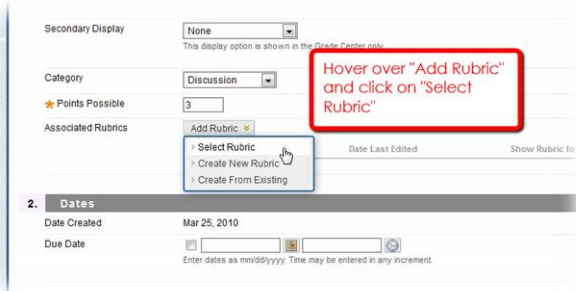 Secondary Display
None
This display option is shown in the Grade Center only.
Category
Discussion
Points Possible
3
Associated Rubrics
Add Rubric
Hover over "Add Rubric"
and click on "Select
Rubric"
Date Last Edited
Show Rubric to
> Select Rubric
> Create New Rubric
> Create From Existing
2. Dates
Date Created
Mar 25, 2010
Due Date
Enter dates as mm/dd/yyyy. Time may be entered in any increment.